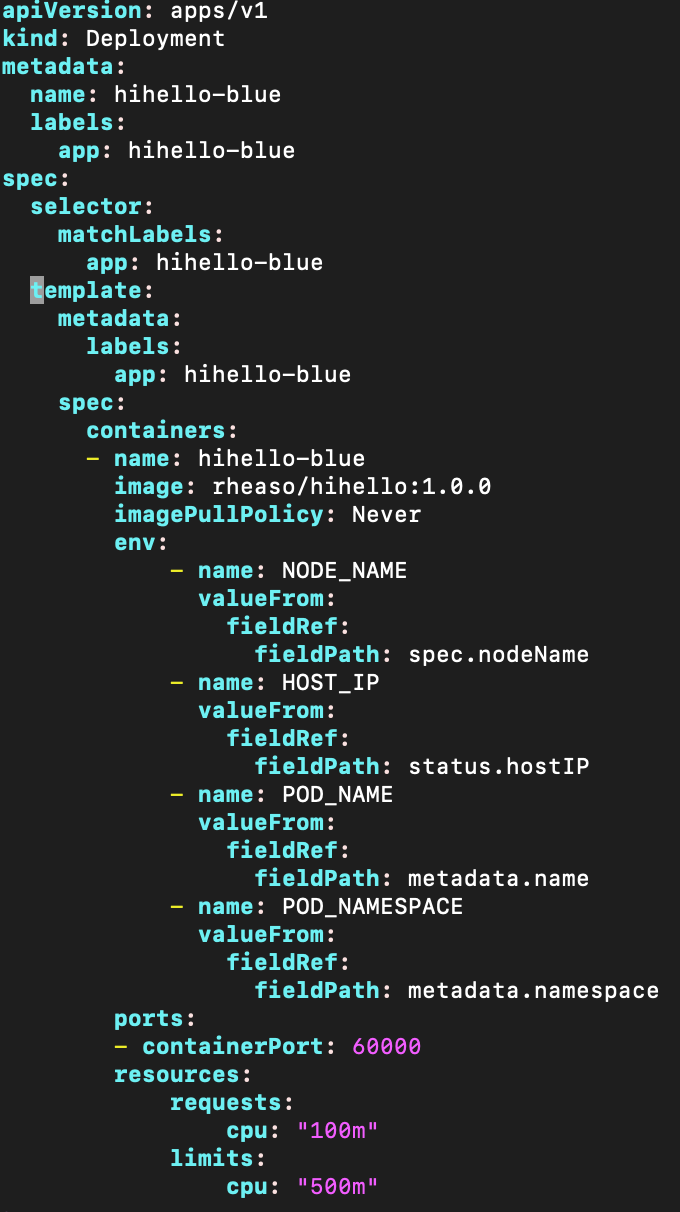 apiVersion: apps/v1
kind: Deployment
metadata:
  name: hihello-blue
  labels:
    app: hihello-blue
spec:
  selector:
    matchLabels:
      app: hihello-blue
  template:
    metadata:
      labels:
        app: hihello-blue
    spec:
      containers:
      - name: hihello-blue
        image: rheaso/hihello:1.0.0
        imagePullPolicy: Never
        env:
            - name: NODE_NAME
              valueFrom:
                fieldRef:
                  fieldPath: spec.nodeName
            - name: HOST_IP
              valueFrom:
                fieldRef:
                  fieldPath: status.hostIP
            - name: POD_NAME
              valueFrom:
                fieldRef:
                  fieldPath: metadata.name
            - name: POD_NAMESPACE
              valueFrom:
                fieldRef:
                  fieldPath: metadata.namespace
        ports:
        - containerPort: 60000
        resources:
            requests:
                cpu: "100m"
            limits:
                cpu: "500m"